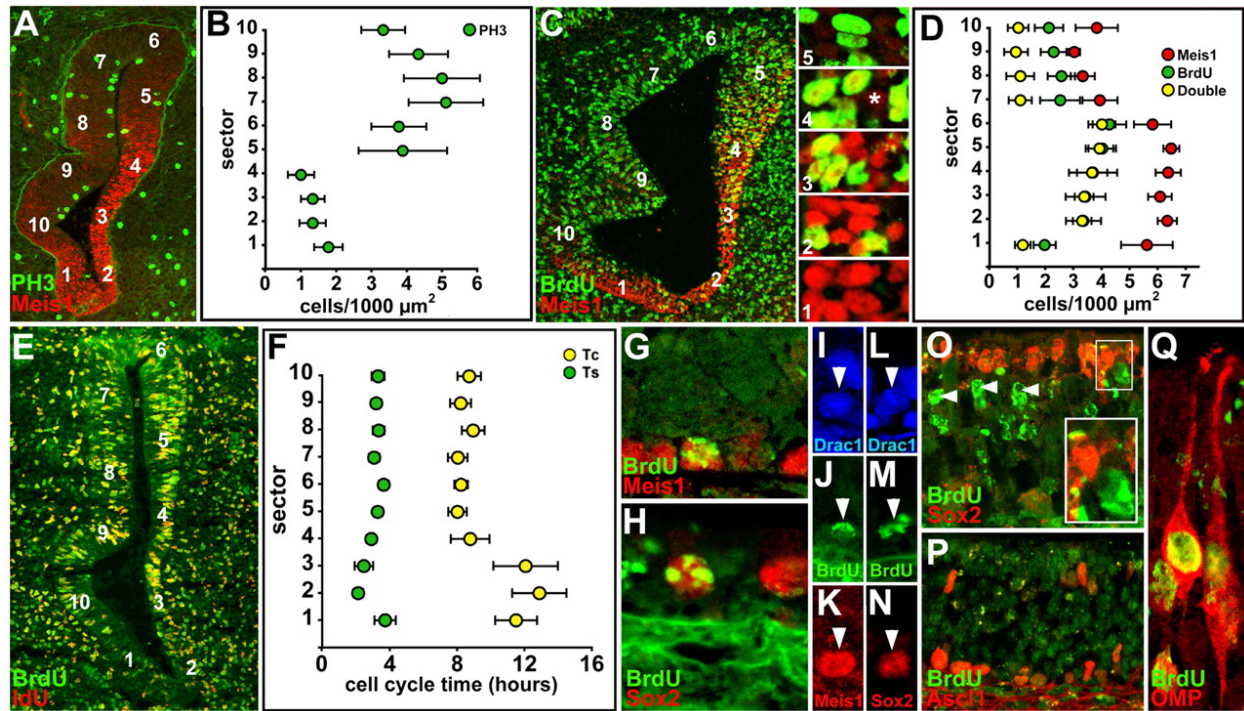 A
6
7
5
8
4
9
3
10
1
2
PH3
Meis1
B
PH3
10
9
8
7
6
5
4
3
2
1
sector
0 1 2 3 4 5 6
cells/1000 µm²
C
6
7
5
8
4
9
3
10
2
1
BrdU
Meis1
5
4 *
3
2
1
D
Meis1
BrdU
Double
10
9
8
7
6
5
4
3
2
1
sector
0 1 2 3 4 5 6 7
cells/1000 µm²
E
6
7
5
8
4
9
3
10
1
2
BrdU
IdU
F
Tc
Ts
10
9
8
7
6
5
4
3
2
1
sector
0 4 8 12 16
cell cycle time (hours)
G
BrdU
Meis1
H
BrdU
Sox2
I
Drac1
J
BrdU
K
Meis1
L
Drac1
M
BrdU
N
Sox2
O
BrdU
Sox2
P
BrdU
Ascl1
Q
BrdU
OMP